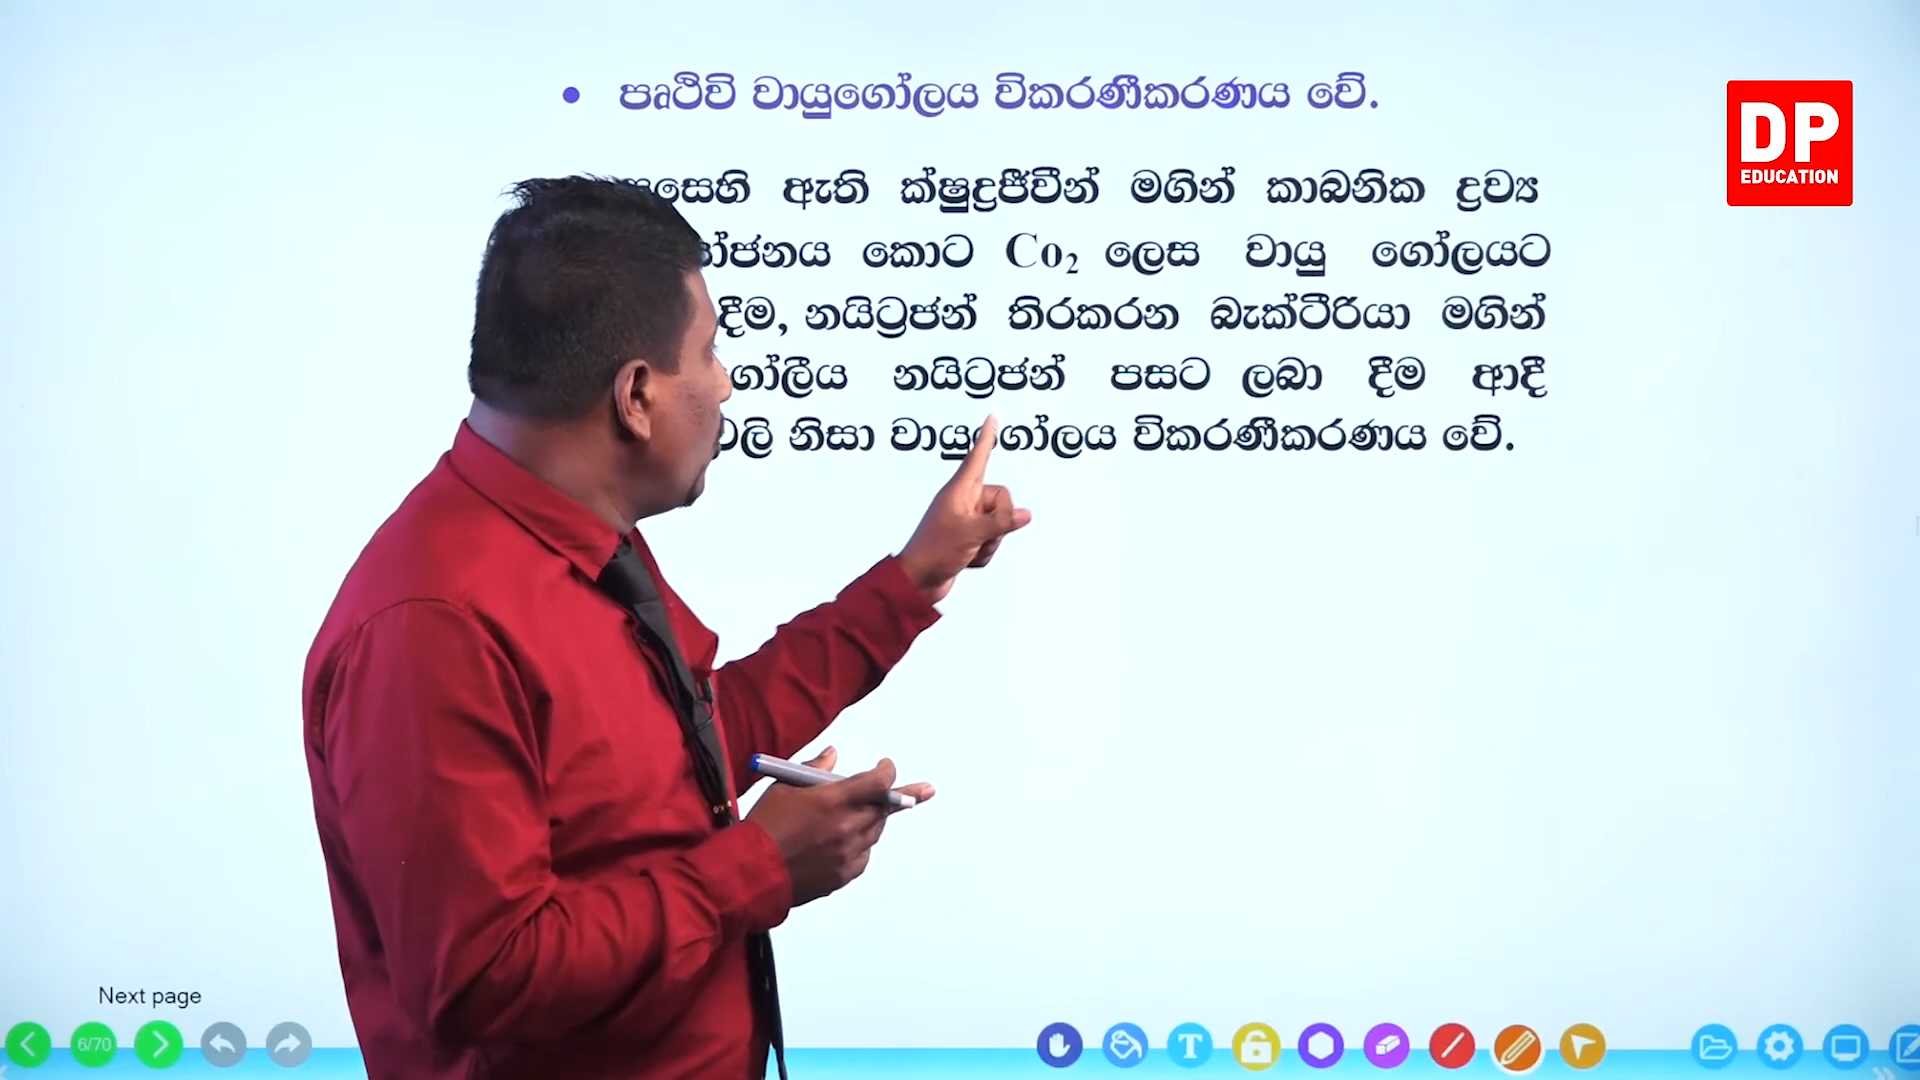 • පෘථිවි වායුගෝලය විකරණීකරණය වේ.
DP
EDUCATION
ඇති ක්ෂුද්‍රජීවීන් මගින් කාබනික ද්‍රව්‍ය
කොට Co₂ ලෙස වායු ගෝලයට
දීම, නයිට්‍රජන් තිරකරන බැක්ටීරියා මගින්
නයිට්‍රජන් පසට ලබා දීම ආදී
නිසා වායුගෝලය විකරණීකරණය වේ.
Next page
6/70
T